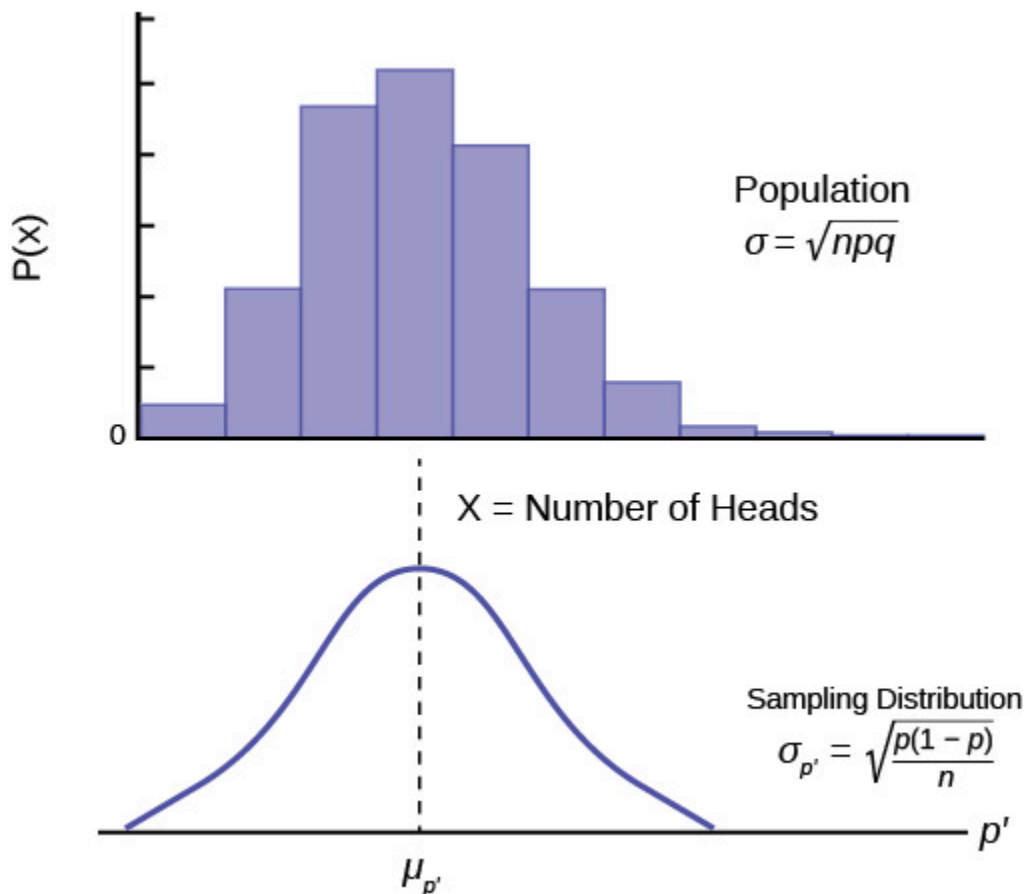 P(x)
Population
σ = √npq
0
X = Number of Heads
Sampling Distribution
σp' = √p(1 − p)/n
p'
μp'